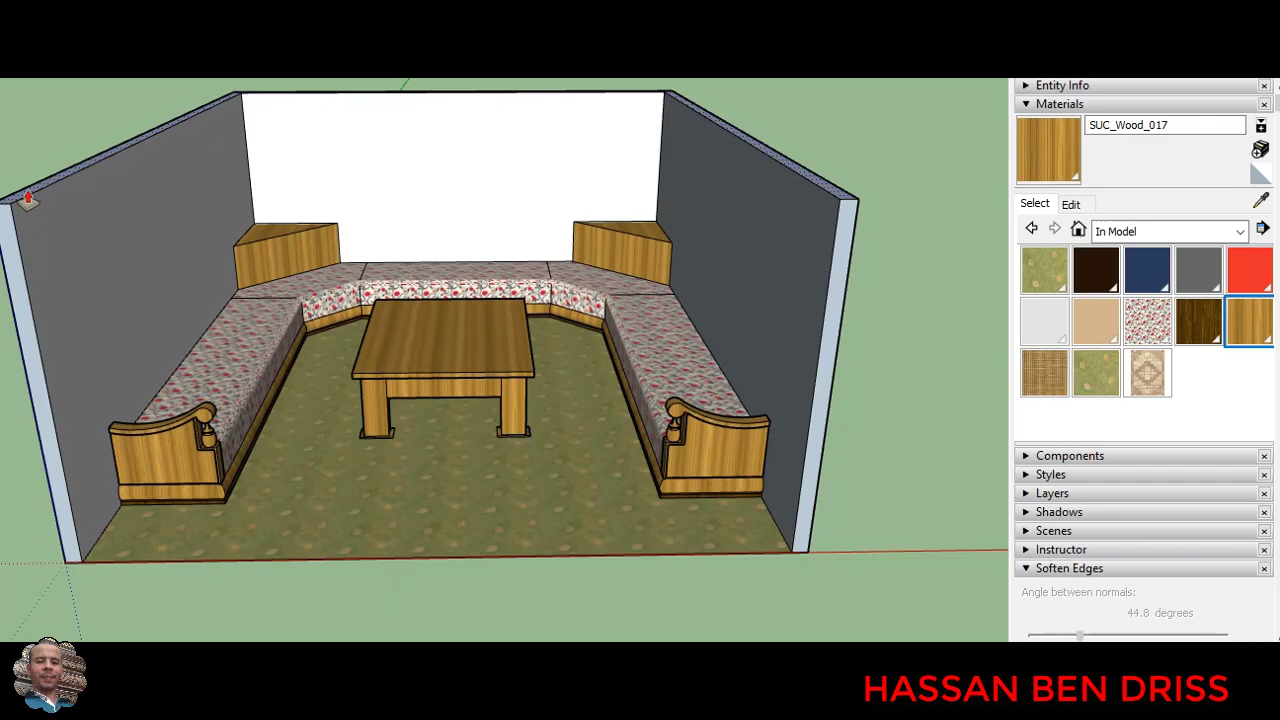 Entity Info
Materials
SUC_Wood_017
Select
Edit
In Model
Components
Styles
Layers
Shadows
Scenes
Instructor
Soften Edges
Angle between normals:
44.8 degrees
HASSAN BEN DRISS